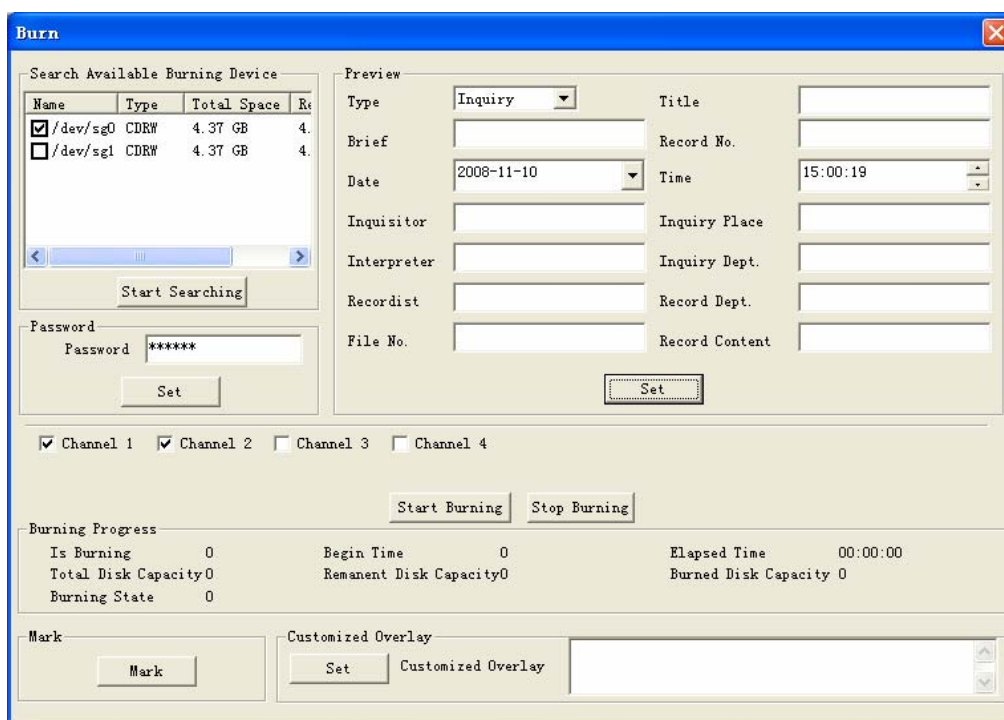 Burn
Search Available Burning Device
Name Type Total Space Re
/dev/sg0 CDRW 4.37 GB 4.
/dev/sg1 CDRW 4.37 GB 4.
Start Searching
Password
Password ******
Set
Preview
Type Inquiry Title
Brief Record No.
Date 2008-11-10 Time 15:00:19
Inquisitor Inquiry Place
Interpreter Inquiry Dept.
Recordist Record Dept.
File No. Record Content
Set
Channel 1 Channel 2 Channel 3 Channel 4
Start Burning Stop Burning
Burning Progress
Is Burning 0 Begin Time 0 Elapsed Time 00:00:00
Total Disk Capacity 0 Remanent Disk Capacity 0 Burned Disk Capacity 0
Burning State 0
Mark
Mark
Customized Overlay
Set Customized Overlay